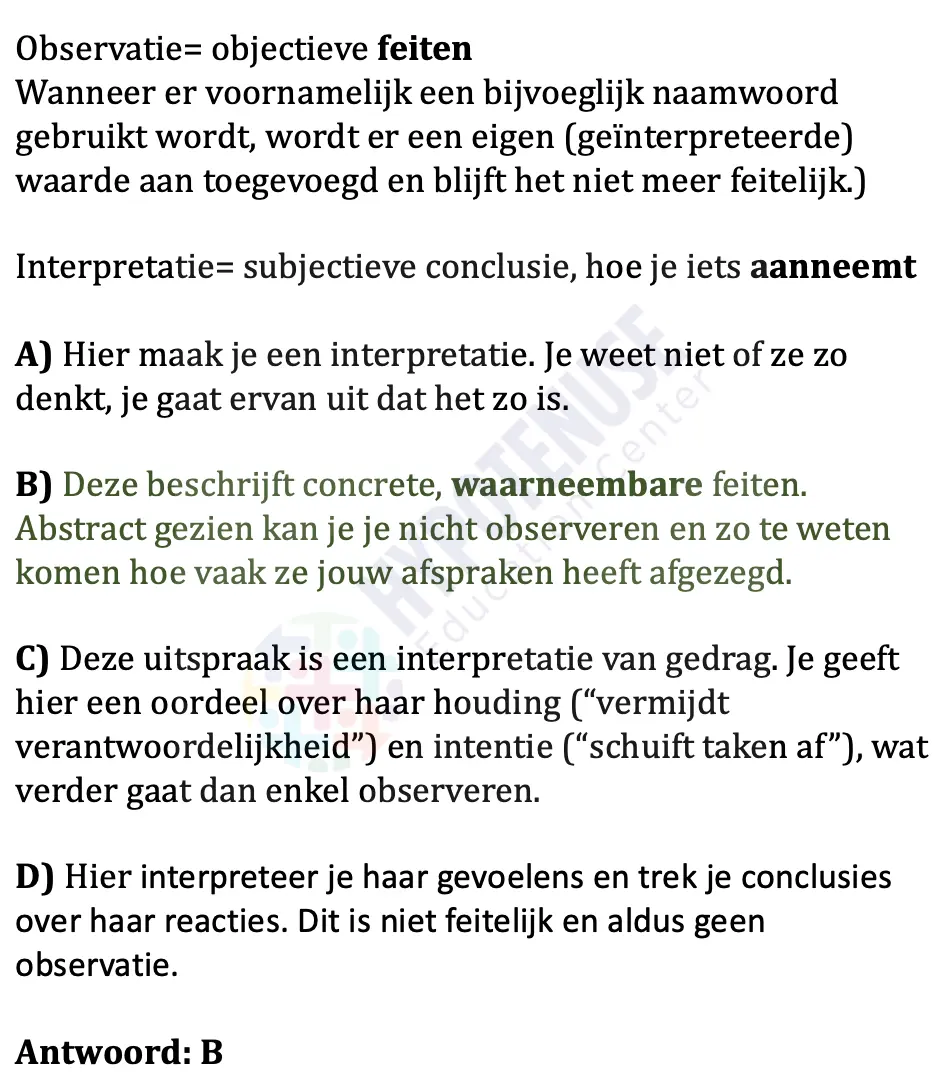 Observatie= objectieve feiten
Wanneer er voornamelijk een bijvoeglijk naamwoord
gebruikt wordt, wordt er een eigen (geïnterpreteerde)
waarde aan toegevoegd en blijft het niet meer feitelijk.)
Interpretatie= subjectieve conclusie, hoe je iets aanneemt
A) Hier maak je een interpretatie. Je weet niet of ze zo
denkt, je gaat ervan uit dat het zo is.
B) Deze beschrijft concrete, waarneembare feiten.
Abstract gezien kan je je nicht observeren en zo te weten
komen hoe vaak ze jouw afspraken heeft afgezegd.
C) Deze uitspraak is een interpretatie van gedrag. Je geeft
hier een oordeel over haar houding (“vermijdt
verantwoordelijkheid”) en intentie (“schuift taken af”), wat
verder gaat dan enkel observeren.
D) Hier interpreteer je haar gevoelens en trek je conclusies
over haar reacties. Dit is niet feitelijk en aldus geen
observatie.
Antwoord: B
HYPOTENUSE
Education Center